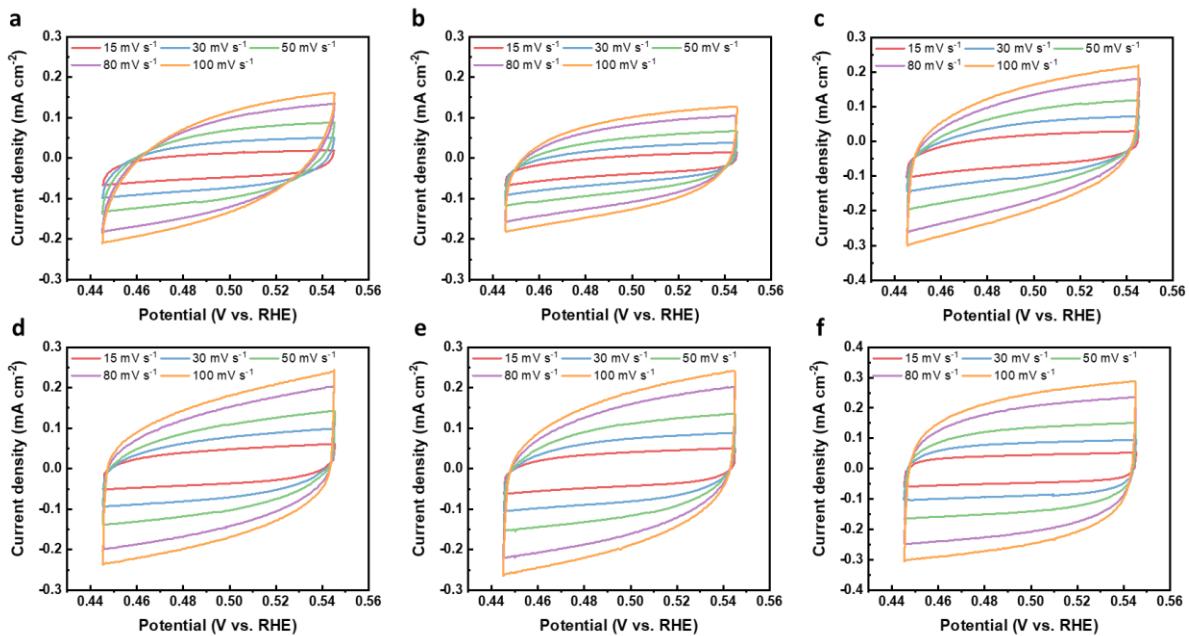 a
15 mV s⁻¹ 30 mV s⁻¹ 50 mV s⁻¹
80 mV s⁻¹ 100 mV s⁻¹
Current density (mA cm⁻²)
0.3
0.2
0.1
0.0
-0.1
-0.2
-0.3
0.44 0.46 0.48 0.50 0.52 0.54 0.56
Potential (V vs. RHE)
b
15 mV s⁻¹ 30 mV s⁻¹ 50 mV s⁻¹
80 mV s⁻¹ 100 mV s⁻¹
Current density (mA cm⁻²)
0.3
0.2
0.1
0.0
-0.1
-0.2
-0.3
0.44 0.46 0.48 0.50 0.52 0.54 0.56
Potential (V vs. RHE)
c
15 mV s⁻¹ 30 mV s⁻¹ 50 mV s⁻¹
80 mV s⁻¹ 100 mV s⁻¹
Current density (mA cm⁻²)
0.3
0.2
0.1
0.0
-0.1
-0.2
-0.3
-0.4
0.44 0.46 0.48 0.50 0.52 0.54 0.56
Potential (V vs. RHE)
d
15 mV s⁻¹ 30 mV s⁻¹ 50 mV s⁻¹
80 mV s⁻¹ 100 mV s⁻¹
Current density (mA cm⁻²)
0.3
0.2
0.1
0.0
-0.1
-0.2
-0.3
0.44 0.46 0.48 0.50 0.52 0.54 0.56
Potential (V vs. RHE)
e
15 mV s⁻¹ 30 mV s⁻¹ 50 mV s⁻¹
80 mV s⁻¹ 100 mV s⁻¹
Current density (mA cm⁻²)
0.3
0.2
0.1
0.0
-0.1
-0.2
-0.3
0.44 0.46 0.48 0.50 0.52 0.54 0.56
Potential (V vs. RHE)
f
15 mV s⁻¹ 30 mV s⁻¹ 50 mV s⁻¹
80 mV s⁻¹ 100 mV s⁻¹
Current density (mA cm⁻²)
0.4
0.3
0.2
0.1
0.0
-0.1
-0.2
-0.3
-0.4
0.44 0.46 0.48 0.50 0.52 0.54 0.56
Potential (V vs. RHE)